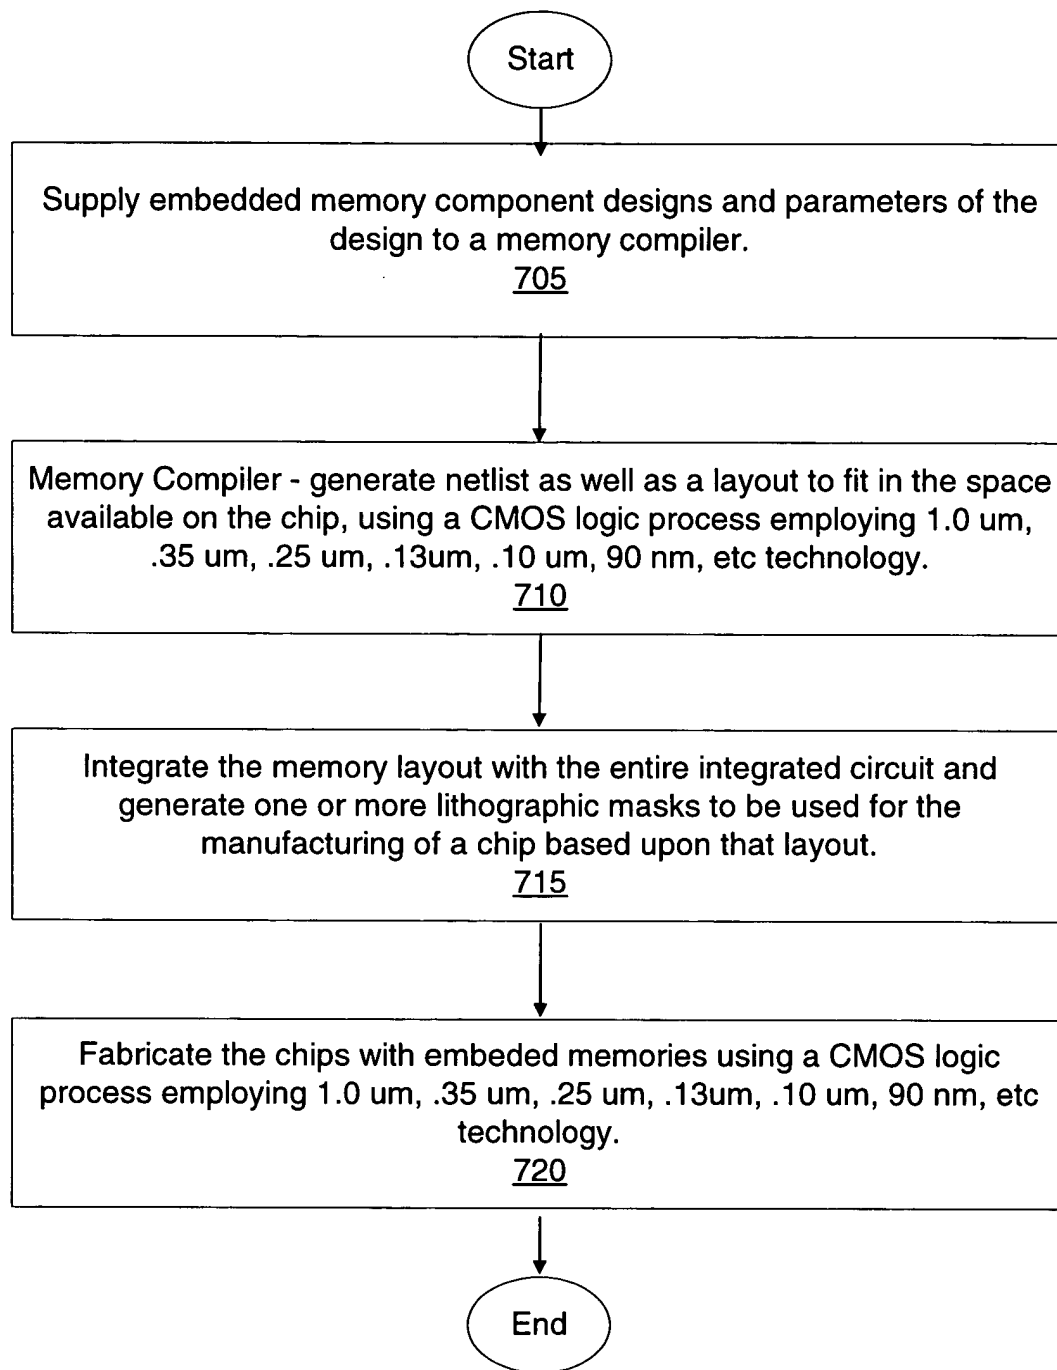 Start
Supply embedded memory component designs and parameters of the
design to a memory compiler.
705
Memory Compiler - generate netlist as well as a layout to fit in the space
available on the chip, using a CMOS logic process employing 1.0 um,
.35 um, .25 um, .13um, .10 um, 90 nm, etc technology.
710
Integrate the memory layout with the entire integrated circuit and
generate one or more lithographic masks to be used for the
manufacturing of a chip based upon that layout.
715
Fabricate the chips with embeded memories using a CMOS logic
process employing 1.0 um, .35 um, .25 um, .13um, .10 um, 90 nm, etc
technology.
720
End